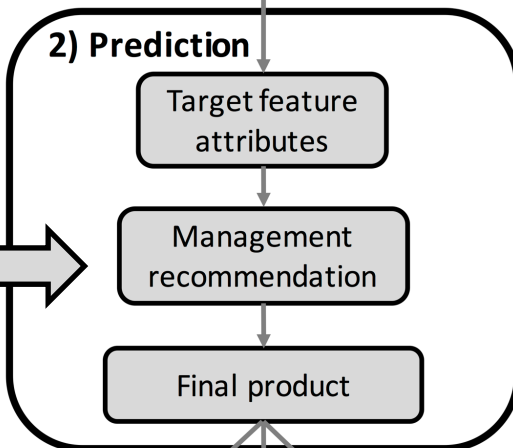 2) Prediction
Target feature
attributes
Management
recommendation
Final product